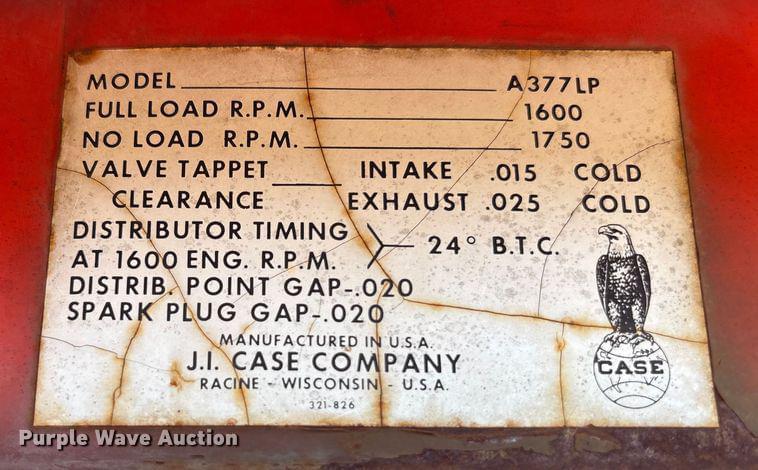 MODEL A377LP
FULL LOAD R.P.M. 1600
NO LOAD R.P.M. 1750
VALVE TAPPET INTAKE .015 COLD
CLEARANCE EXHAUST .025 COLD
DISTRIBUTOR TIMING
AT 1600 ENG. R.P.M. 24° B.T.C.
DISTRIB. POINT GAP-.020
SPARK PLUG GAP-.020
MANUFACTURED IN U.S.A.
J.I. CASE COMPANY
RACINE - WISCONSIN - U.S.A.
321-826
CASE
Purple Wave Auction